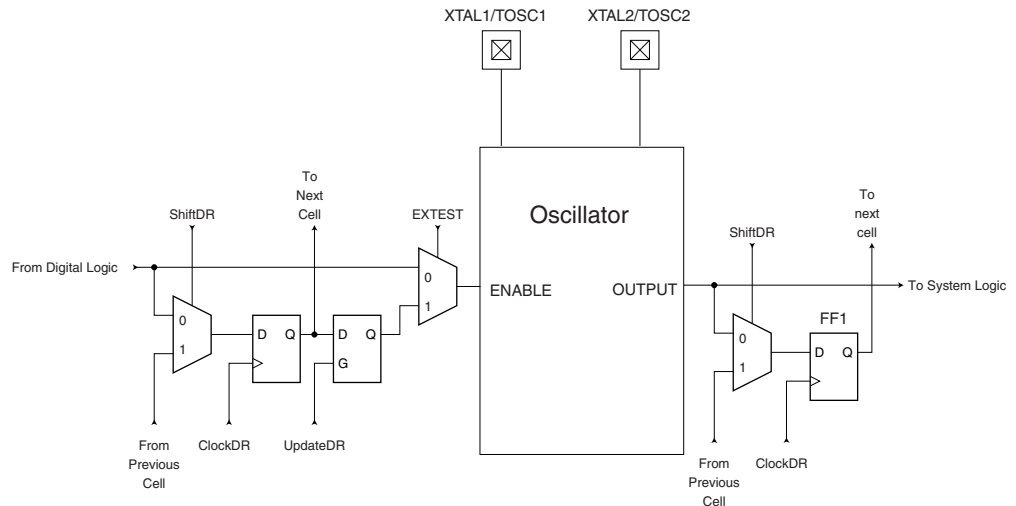 XTAL1/TOSC1
XTAL2/TOSC2
To
Next
Cell
ShiftDR
EXTEST
From Digital Logic
0
1
D Q
D Q
G
0
1
From
Previous
Cell
ClockDR
UpdateDR
Oscillator
ENABLE
OUTPUT
To
next
cell
ShiftDR
To System Logic
FF1
0
1
D Q
From
Previous
Cell
ClockDR